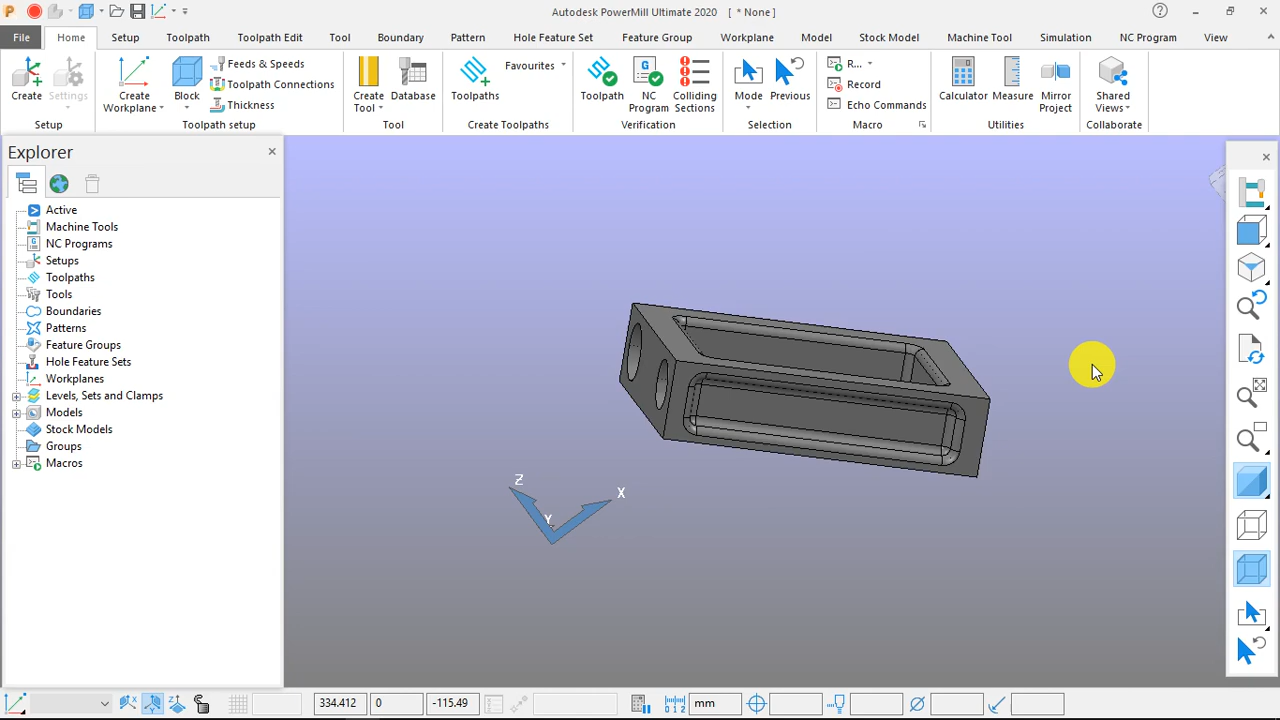 Autodesk PowerMill Ultimate 2020 [ * None ]
File Home Setup Toolpath Toolpath Edit Tool Boundary Pattern Hole Feature Set Feature Group Workplane Model Stock Model Machine Tool Simulation NC Program View
Create
Settings
Setup
Create Workplane
Block
Feeds & Speeds
Toolpath Connections
Thickness
Toolpath setup
Create Tool
Database
Tool
Toolpaths
Favourites
Create Toolpaths
Toolpath
NC Program
Colliding Sections
Verification
Mode
Previous
Selection
R...
Record
Echo Commands
Macro
Calculator
Measure
Mirror Project
Utilities
Shared Views
Collaborate
Explorer
Active
Machine Tools
NC Programs
Setups
Toolpaths
Tools
Boundaries
Patterns
Feature Groups
Hole Feature Sets
Workplanes
Levels, Sets and Clamps
Models
Stock Models
Groups
Macros
Z
X
Y
334.412 0 -115.49 mm